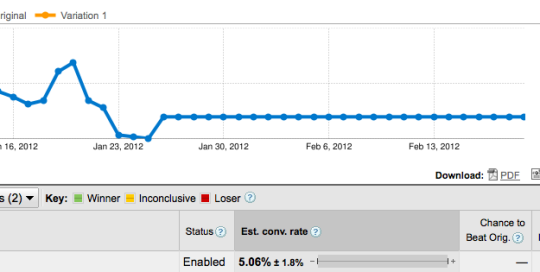 riginal Variation 1
n 16, 2012 Jan 23, 2012 Jan 30, 2012 Feb 6, 2012 Feb 13, 2012
Download: PDF
s (2) Key: Winner Inconclusive Loser ?
Status ? Est. conv. rate ? Chance to
Beat Orig. ?
Enabled 5.06% ± 1.8% - + —